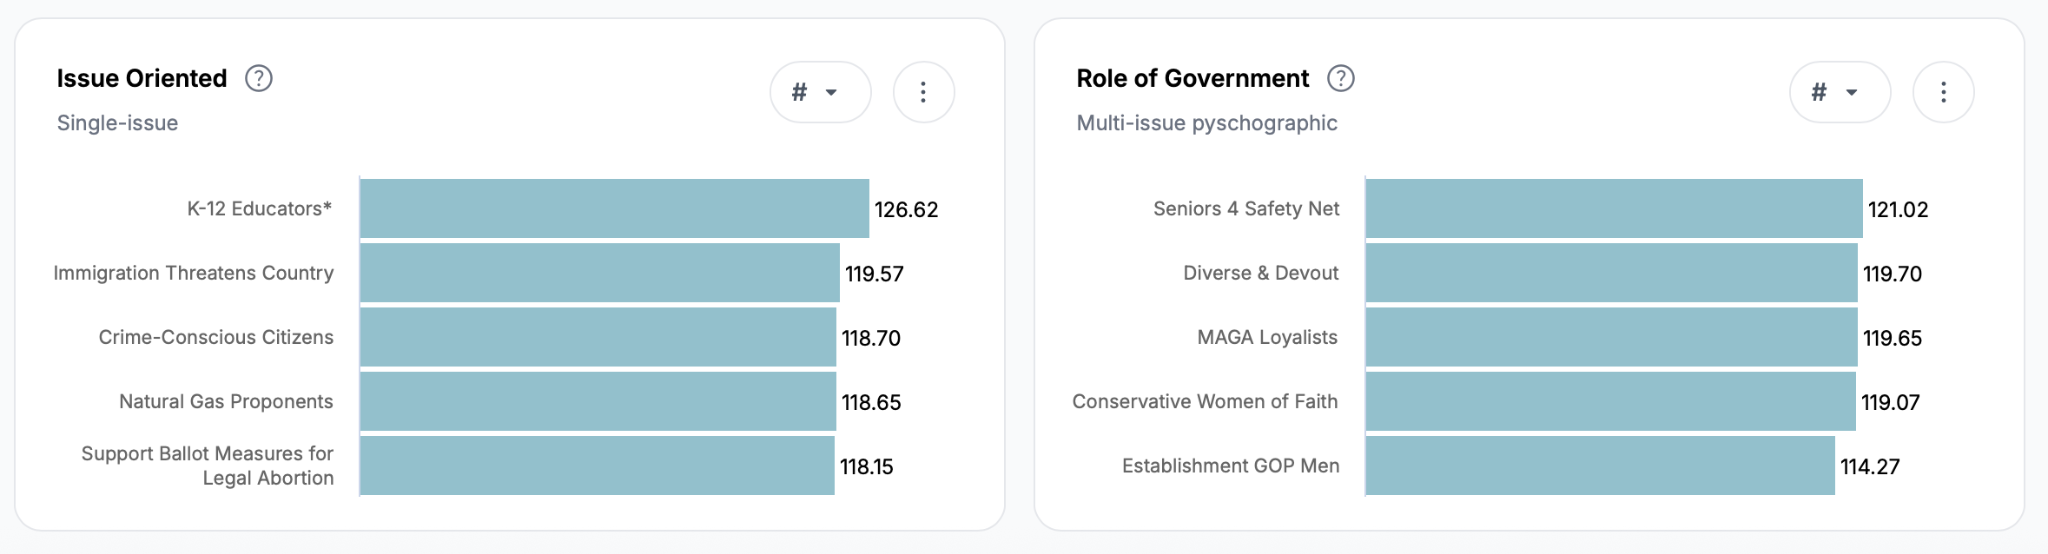 Issue Oriented ?
Single-issue
#
K-12 Educators* 126.62
Immigration Threatens Country 119.57
Crime-Conscious Citizens 118.70
Natural Gas Proponents 118.65
Support Ballot Measures for
Legal Abortion 118.15
Role of Government ?
Multi-issue pyschographic
#
Seniors 4 Safety Net 121.02
Diverse & Devout 119.70
MAGA Loyalists 119.65
Conservative Women of Faith 119.07
Establishment GOP Men 114.27